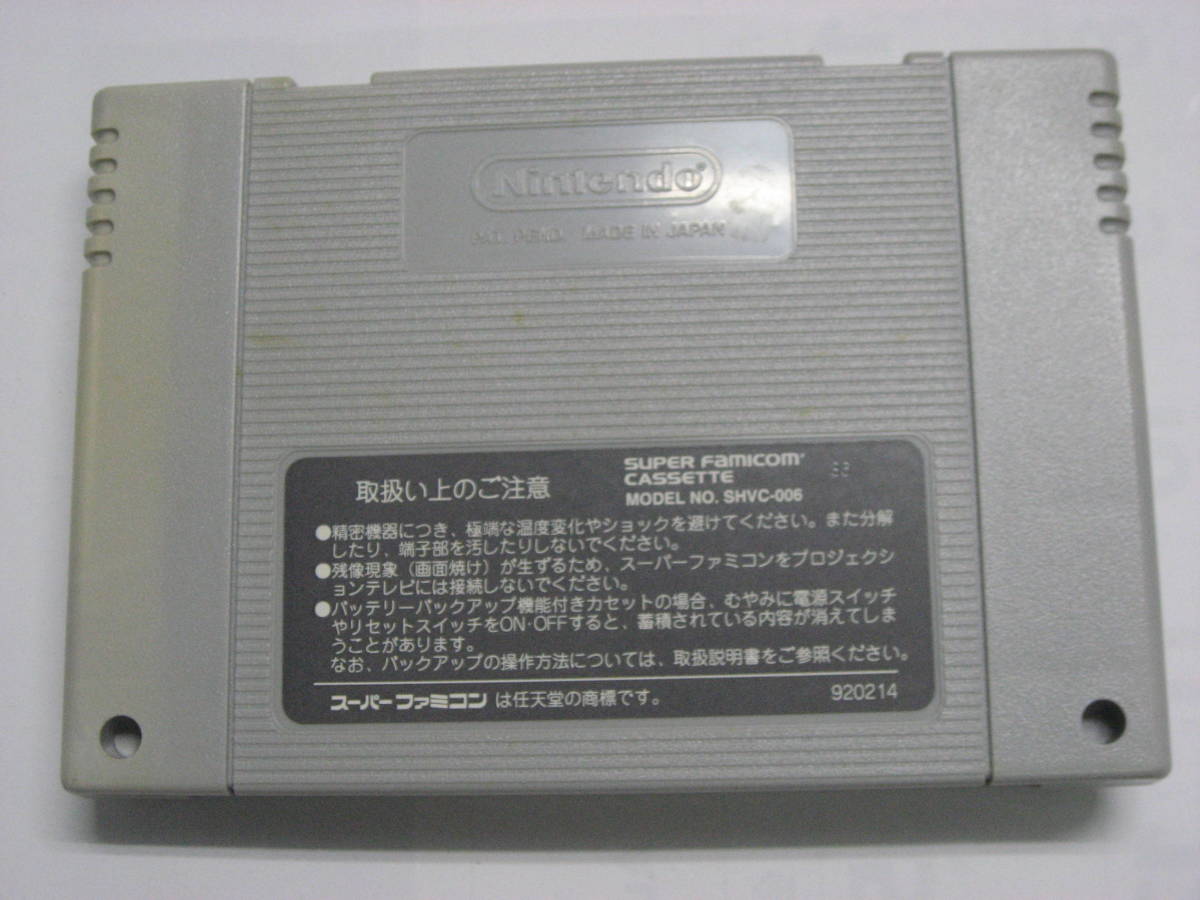 Nintendo®
PAT. PEND. MADE IN JAPAN
取扱い上のご注意
SUPER FAMICOM
CASSETTE
MODEL NO. SHVC-006
●精密機器につき、極端な温度変化やショックを避けてください。また分解
したり、端子部を汚したりしないでください。
●残像現象（画面焼け）が生ずるため、スーパーファミコンをプロジェクシ
ョンテレビには接続しないでください。
●バッテリーバックアップ機能付きカセットの場合、むやみに電源スイッチ
やリセットスイッチをON・OFFすると、蓄積されている内容が消えてしま
うことがあります。
なお、バックアップの操作方法については、取扱説明書をご参照ください。
スーパーファミコン は任天堂の商標です。
920214